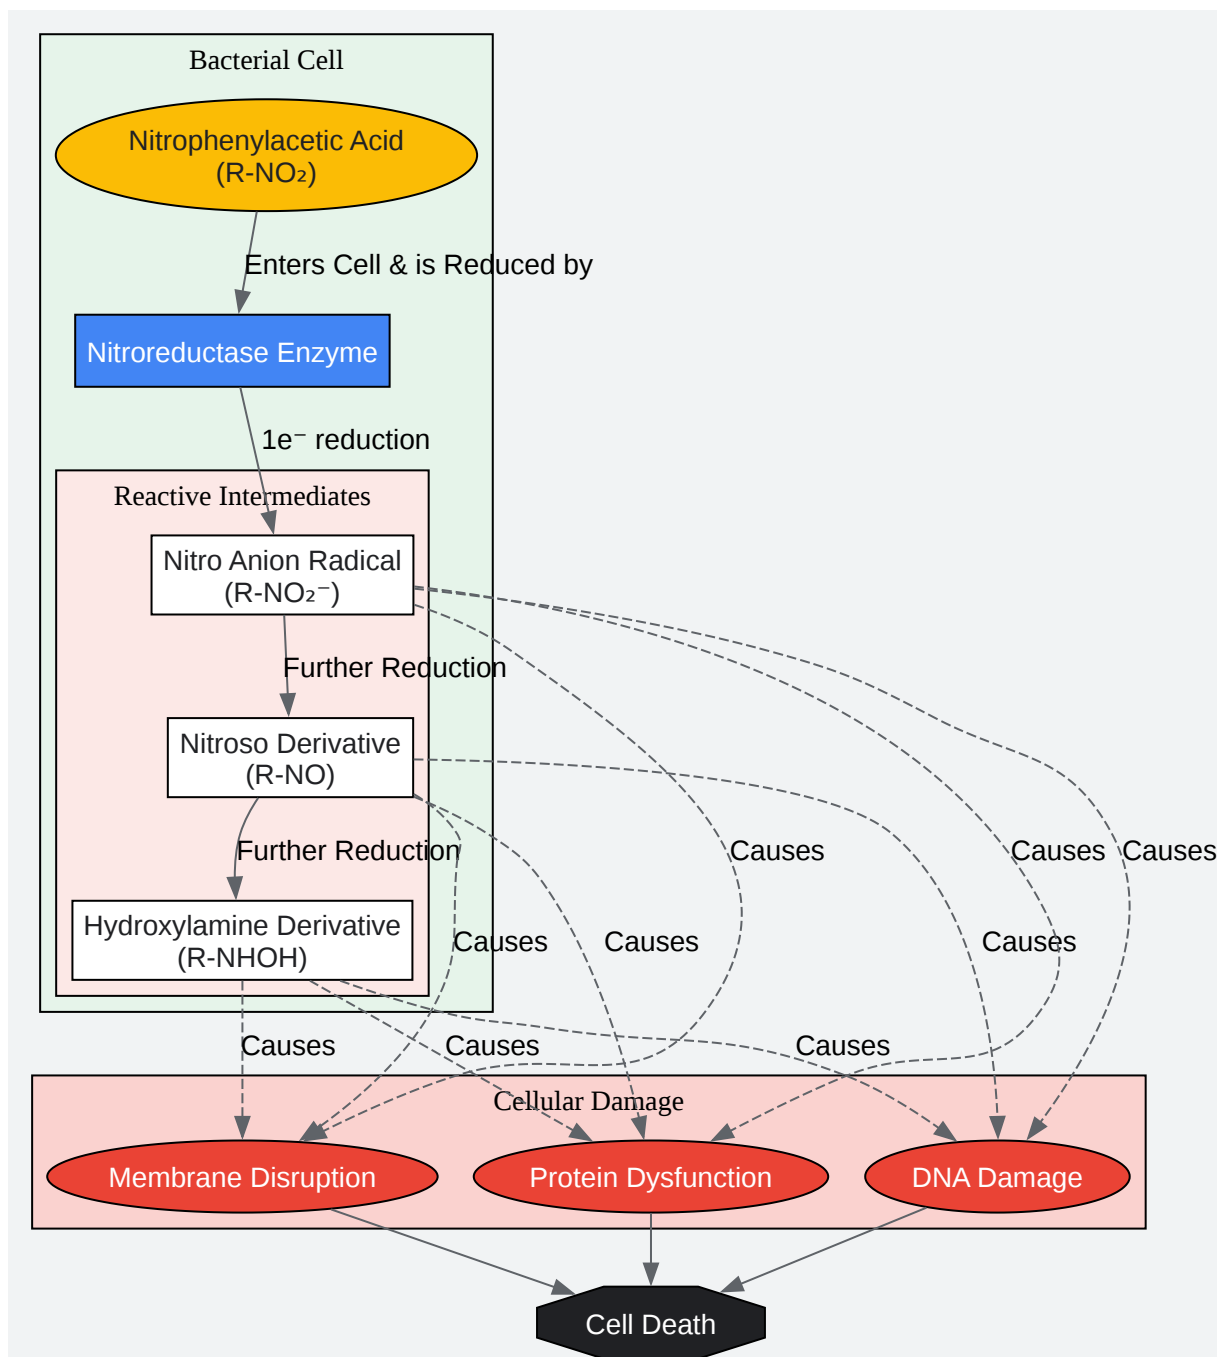 Bacterial Cell
Nitrophenylacetic Acid
(R-NO₂)
Enters Cell & is Reduced by
Nitroreductase Enzyme
1e⁻ reduction
Reactive Intermediates
Nitro Anion Radical
(R-NO₂⁻)
Further Reduction
Nitroso Derivative
(R-NO)
Further Reduction
Causes
Causes
Causes
Hydroxylamine Derivative
(R-NHOH)
Causes
Causes
Causes
Causes
Causes
Causes
Cellular Damage
Membrane Disruption
Protein Dysfunction
DNA Damage
Cell Death